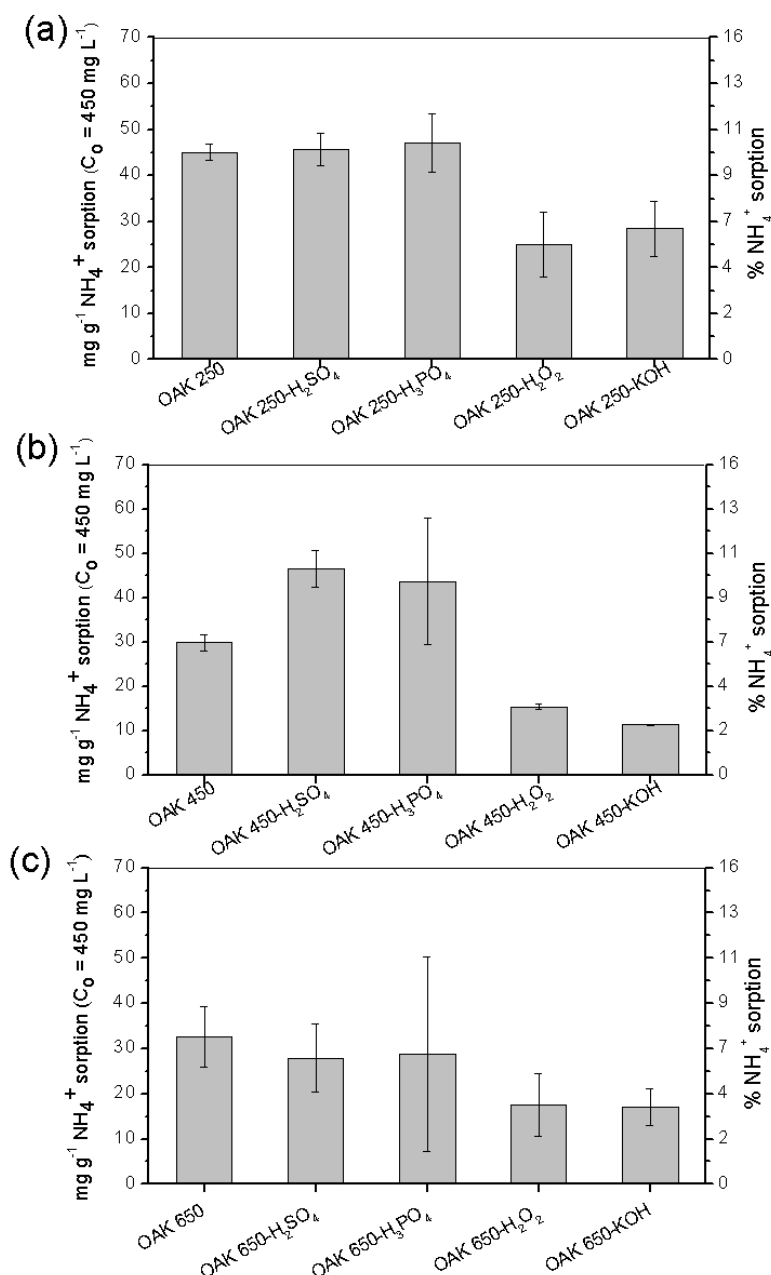 (a)
mg g⁻¹ NH₄⁺ sorption (C₀ = 450 mg L⁻¹)
70
60
50
40
30
20
10
0
16
13
11
9
7
4
2
0
% NH₄⁺ sorption
OAK 250
OAK 250-H₂SO₄
OAK 250-H₃PO₄
OAK 250-H₂O₂
OAK 250-KOH
(b)
mg g⁻¹ NH₄⁺ sorption (C₀ = 450 mg L⁻¹)
70
60
50
40
30
20
10
0
16
13
11
9
7
4
2
0
% NH₄⁺ sorption
OAK 450
OAK 450-H₂SO₄
OAK 450-H₃PO₄
OAK 450-H₂O₂
OAK 450-KOH
(c)
mg g⁻¹ NH₄⁺ sorption (C₀ = 450 mg L⁻¹)
70
60
50
40
30
20
10
0
16
13
11
9
7
4
2
0
% NH₄⁺ sorption
OAK 650
OAK 650-H₂SO₄
OAK 650-H₃PO₄
OAK 650-H₂O₂
OAK 650-KOH